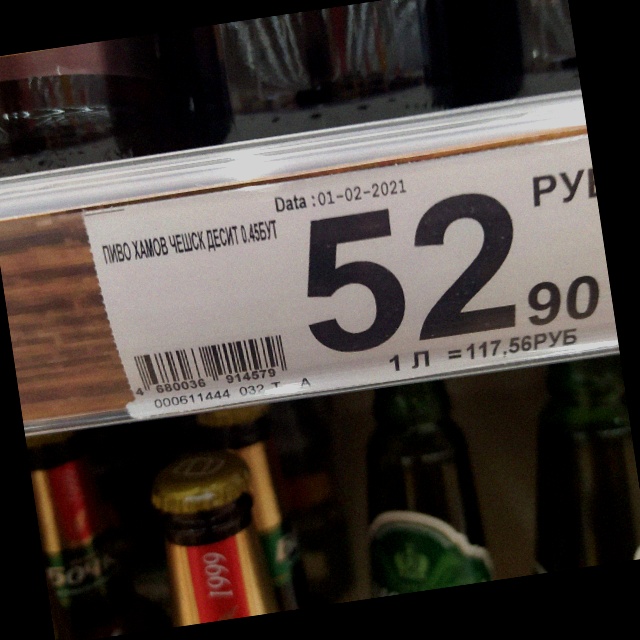 Data : 01-02-2021
ПИВО ХАМОВ ЧЕШСК ДЕСИТ 0.45БУТ
52 90
РУБ
1 Л =117,56РУБ
4 680036 914579
000611444 032 Т А
1999